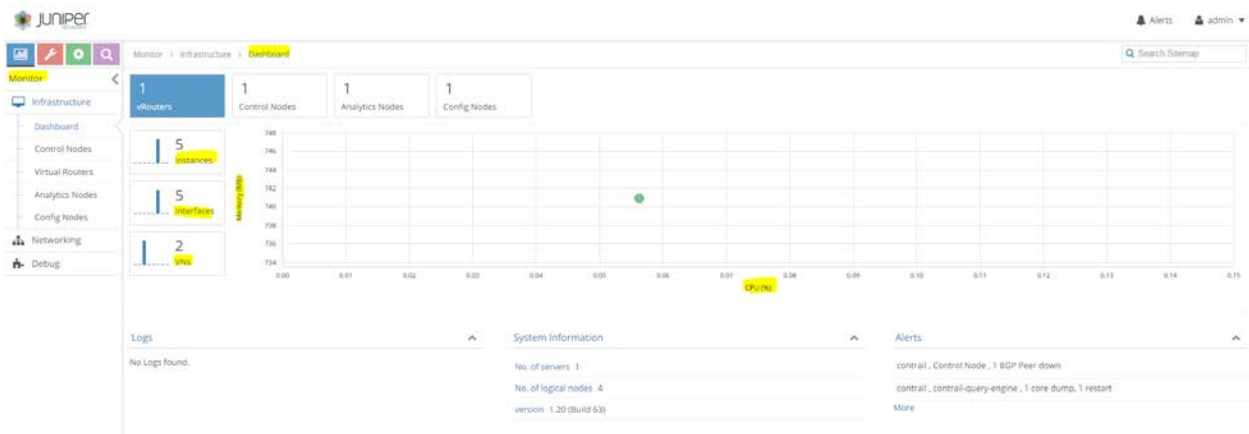 JUNIPER
Alerts admin
Monitor > Infrastructure > Dashboard
Search Sitemap
Monitor
Infrastructure
Dashboard
Control Nodes
Virtual Routers
Analytics Nodes
Config Nodes
Networking
Debug
1
vRouters
1
Control Nodes
1
Analytics Nodes
1
Config Nodes
5
Instances
5
Interfaces
2
VNs
Memory (MB)
748
746
744
742
740
738
736
734
0.00 0.01 0.02 0.03 0.04 0.05 0.06 0.07 0.08 0.09 0.10 0.11 0.12 0.13 0.14 0.15
CPU (%)
Logs
No Logs found.
System Information
No. of servers 1
No. of logical nodes 4
version 1.20 (Build 63)
Alerts
contrail , Control Node , 1 BGP Peer down
contrail , contrail-query-engine , 1 core dump, 1 restart
More